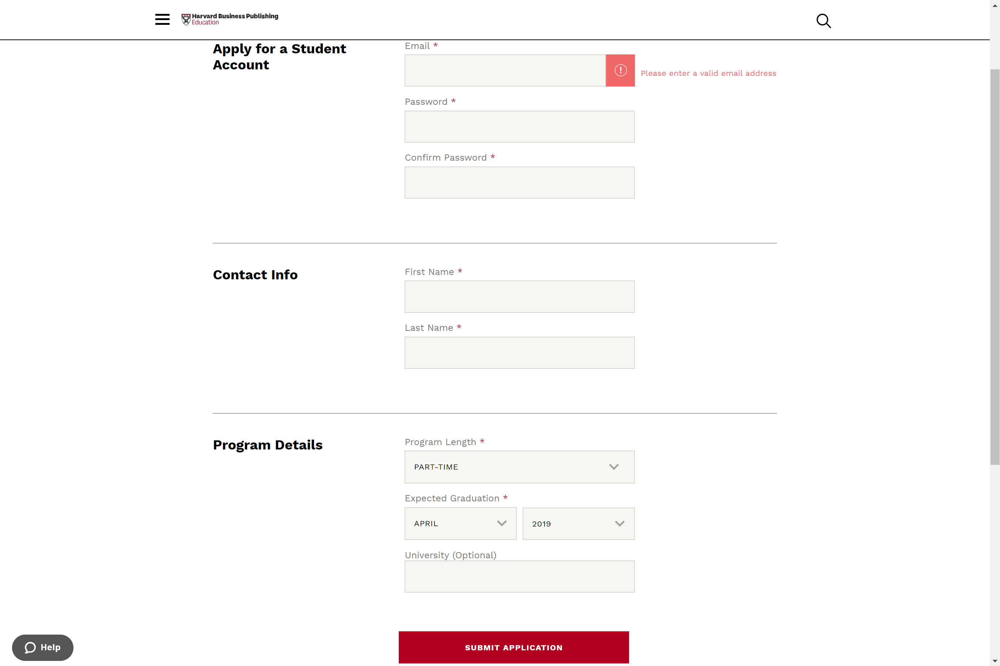 Harvard Business Publishing
Education
Apply for a Student
Account
Email *
Please enter a valid email address
Password *
Confirm Password *
Contact Info
First Name *
Last Name *
Program Details
Program Length *
PART-TIME
Expected Graduation *
APRIL
2019
University (Optional)
SUBMIT APPLICATION
Help